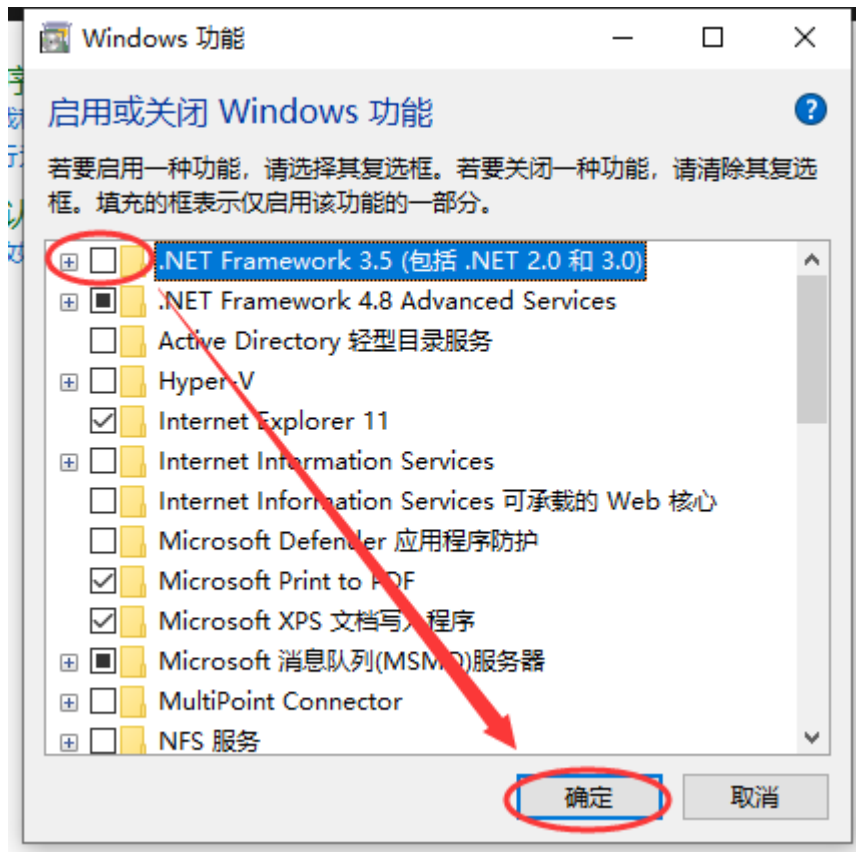 Windows 功能
启用或关闭 Windows 功能
若要启用一种功能，请选择其复选框。若要关闭一种功能，请清除其复选
框。填充的框表示仅启用该功能的一部分。
.NET Framework 3.5 (包括 .NET 2.0 和 3.0)
.NET Framework 4.8 Advanced Services
Active Directory 轻型目录服务
Hyper-V
Internet Explorer 11
Internet Information Services
Internet Information Services 可承载的 Web 核心
Microsoft Defender 应用程序防护
Microsoft Print to PDF
Microsoft XPS 文档写入程序
Microsoft 消息队列(MSMQ)服务器
MultiPoint Connector
NFS 服务
确定
取消